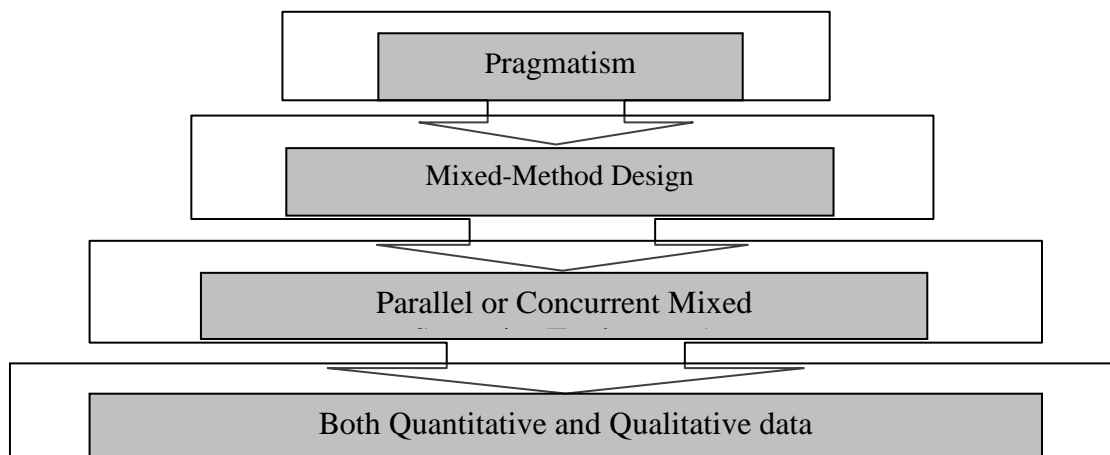 Pragmatism
Mixed-Method Design
Parallel or Concurrent Mixed
Both Quantitative and Qualitative data